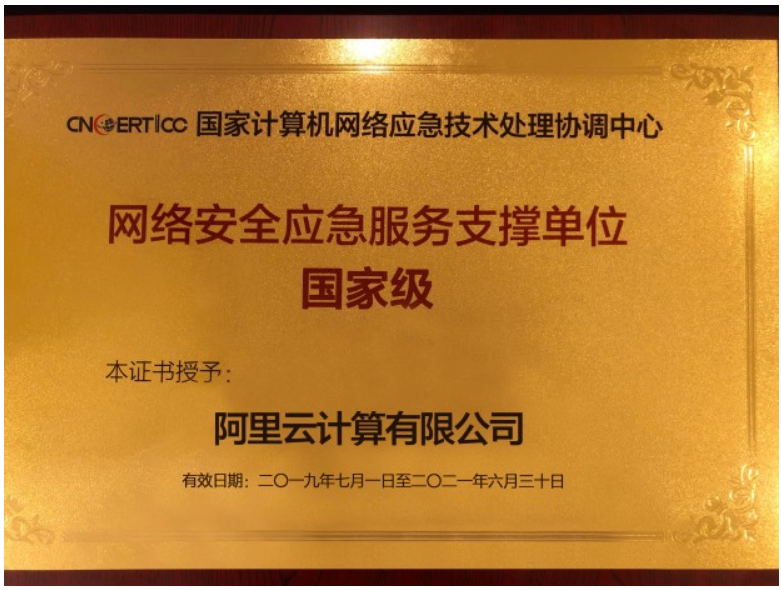 CNCERT/CC 国家计算机网络应急技术处理协调中心
网络安全应急服务支撑单位
国家级
本证书授予：
阿里云计算有限公司
有效日期：二〇一九年七月一日至二〇二一年六月三十日